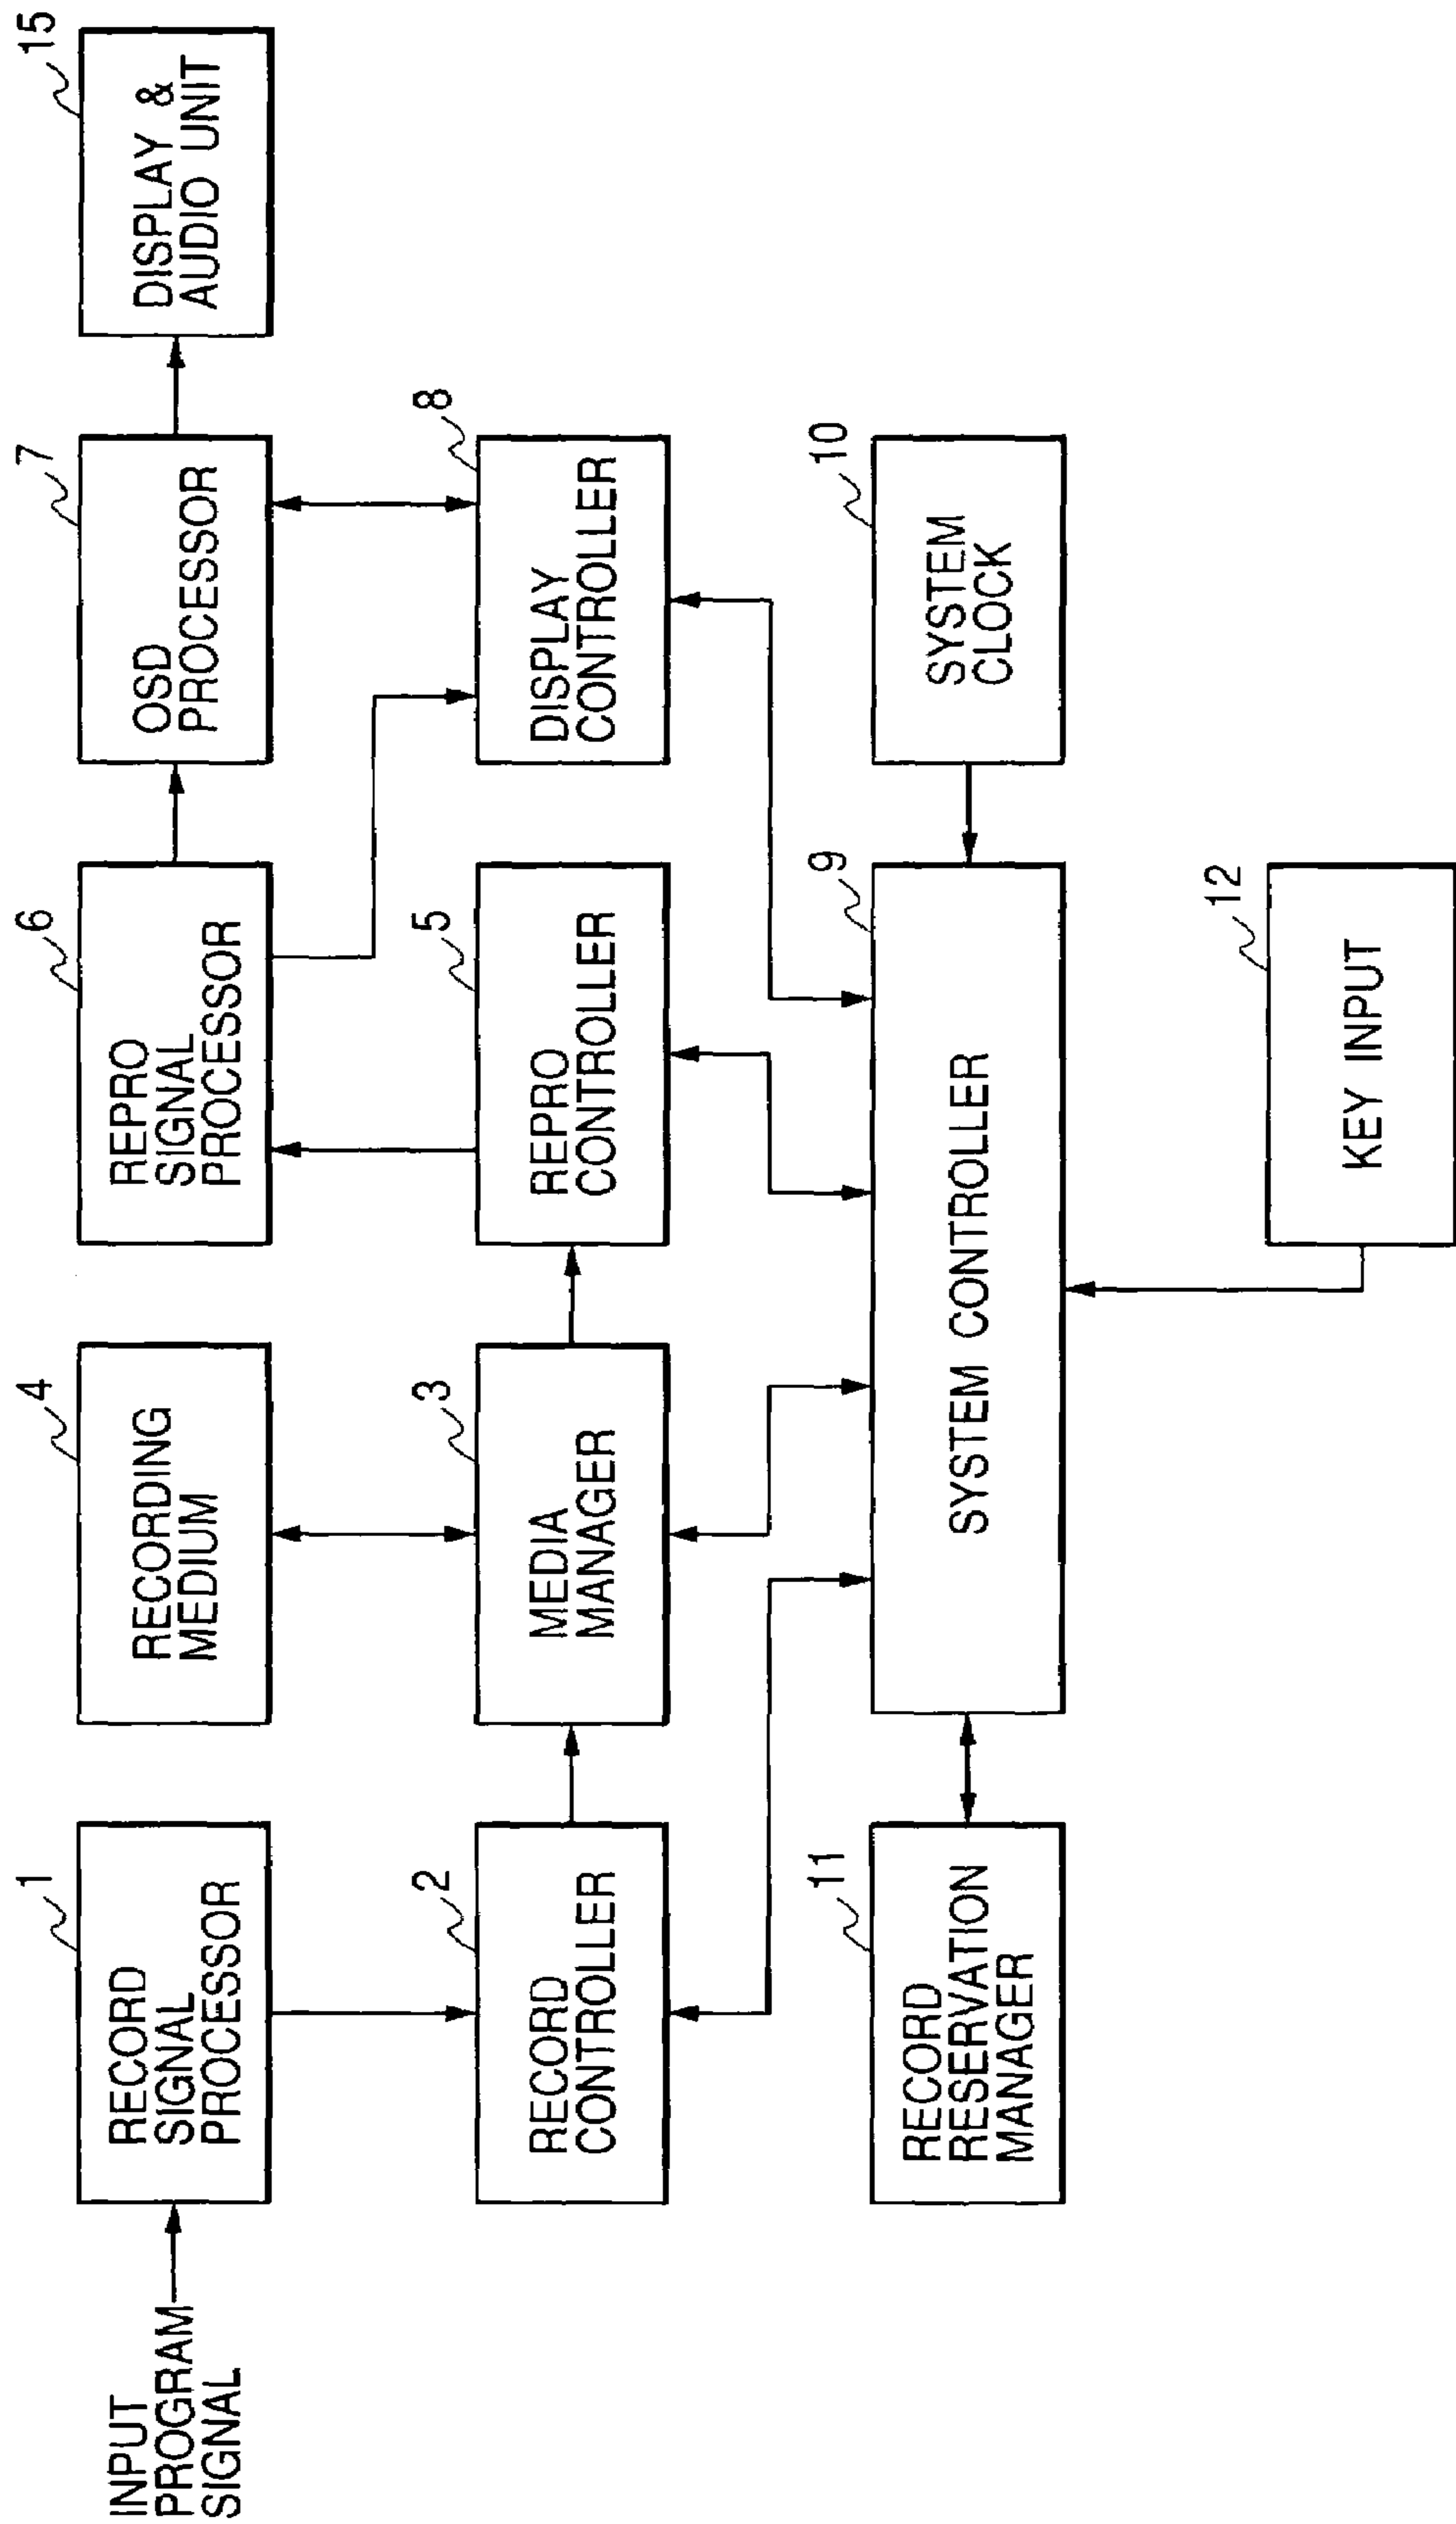 INPUT
PROGRAM
SIGNAL
1
RECORD
SIGNAL
PROCESSOR
4
RECORDING
MEDIUM
6
REPRO
SIGNAL
PROCESSOR
7
OSD
PROCESSOR
15
DISPLAY &
AUDIO UNIT
2
RECORD
CONTROLLER
3
MEDIA
MANAGER
5
REPRO
CONTROLLER
8
DISPLAY
CONTROLLER
11
RECORD
RESERVATION
MANAGER
9
SYSTEM CONTROLLER
10
SYSTEM
CLOCK
12
KEY INPUT